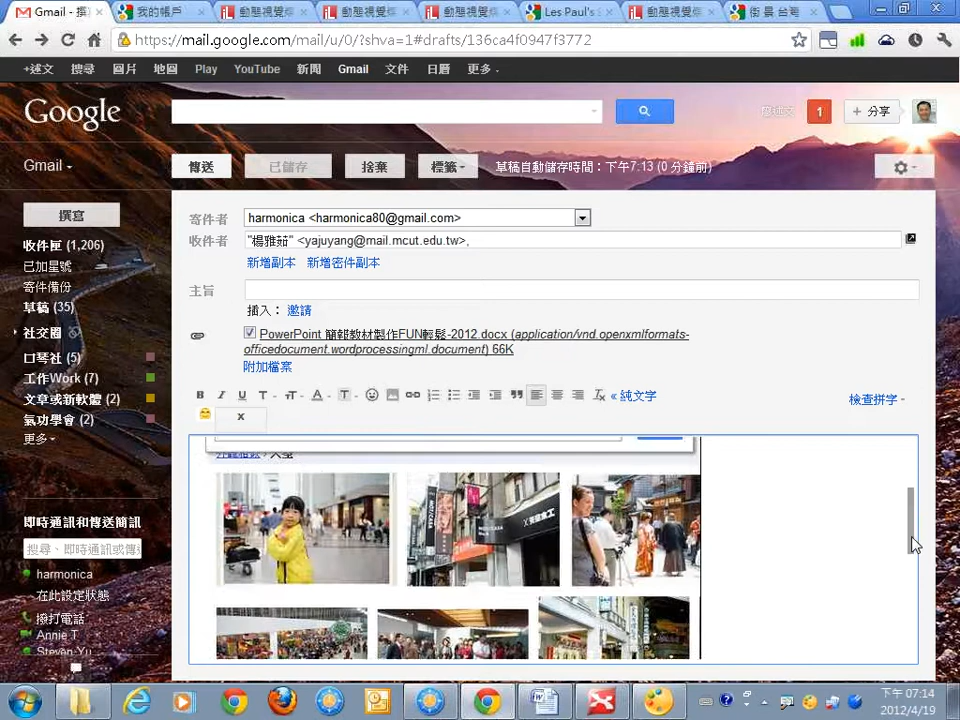 Gmail - 撰
我的帳戶
動態視覺
動態視覺
動態視覺
Les Paul's
動態視覺
街 景 台灣
https://mail.google.com/mail/u/0/?shva=1#drafts/136ca4f0947f3772
+述文 搜尋 圖片 地圖 Play YouTube 新聞 Gmail 文件 日曆 更多
Google
1
+ 分享
Gmail
傳送 已儲存 捨棄 標籤 草稿自動儲存時間：下午7:13 (0 分鐘前)
撰寫
收件匣 (1,206)
已加星號
寄件備份
草稿 (35)
社交圈
口琴社 (5)
工作Work (7)
文章或新軟體 (2)
氣功學會 (2)
更多
寄件者 harmonica <harmonica80@gmail.com>
收件者 "楊雅茹" <yajuyang@mail.mcut.edu.tw>,
新增副本 新增密件副本
主旨
插入： 邀請
PowerPoint 簡報教材製作FUN輕鬆-2012.docx (application/vnd.openxmlformats-
officedocument.wordprocessingml.document) 66K
附加檔案
B I U T T A T « 純文字 檢查拼字
x
即時通訊和傳送簡訊
搜尋、即時通訊或傳送
harmonica
在此設定狀態
撥打電話
Annie T
Steven Yu
下午 07:14
2012/4/19